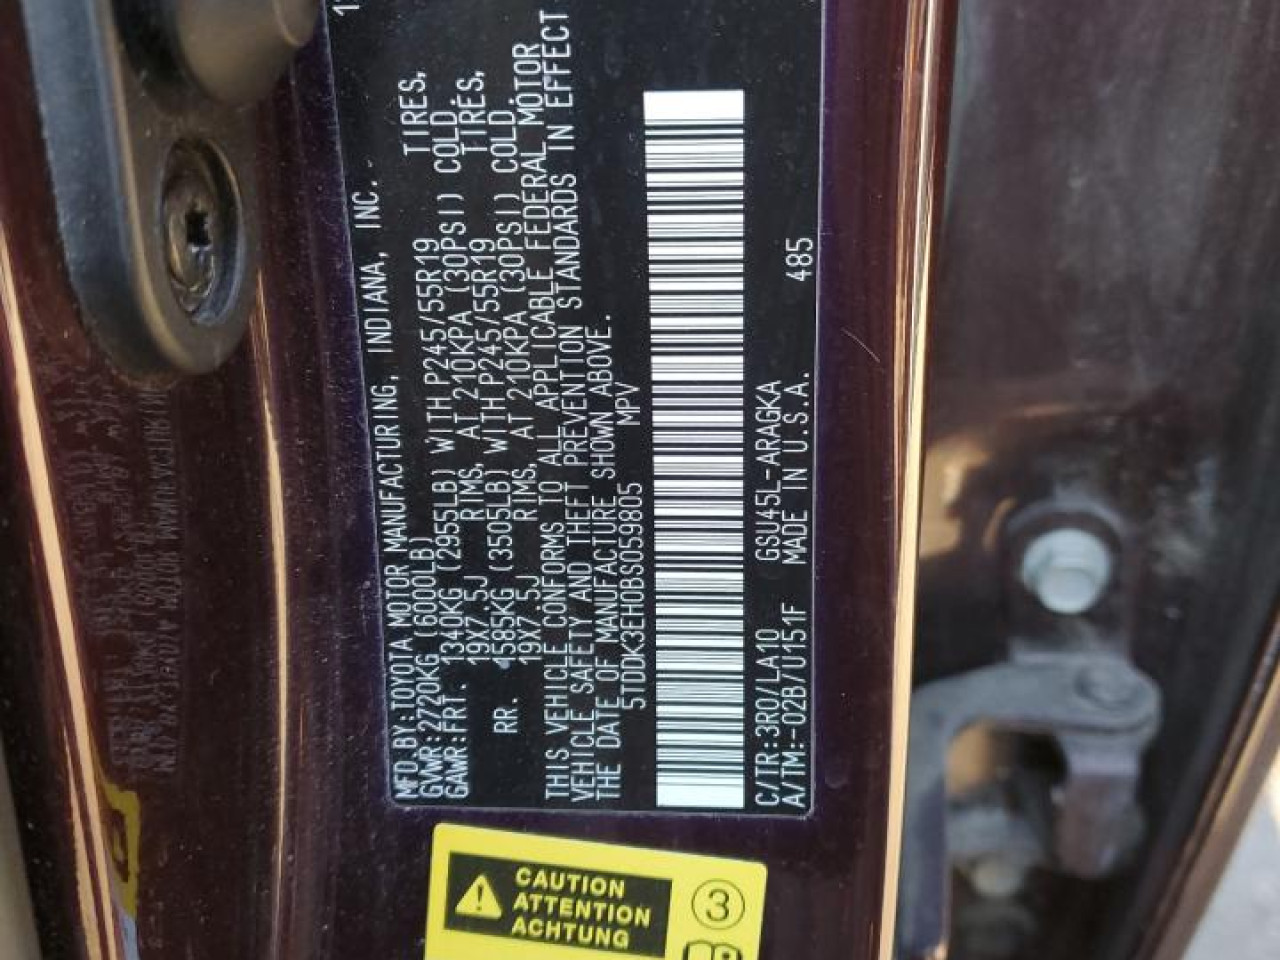 MFD.BY:TOYOTA MOTOR MANUFACTURING, INDIANA, INC.
GVWR:2720KG (6000LB)
GAWR:FRT. 1340KG (2955LB) WITH P245/55R19 TIRES,
19X7.5J RIMS, AT 210KPA (30PSI) COLD.
RR. 1585KG (3505LB) WITH P245/55R19 TIRES,
19X7.5J RIMS, AT 210KPA (30PSI) COLD.
THIS VEHICLE CONFORMS TO ALL APPLICABLE FEDERAL MOTOR
VEHICLE SAFETY AND THEFT PREVENTION STANDARDS IN EFFECT
THE DATE OF MANUFACTURE SHOWN ABOVE.
5TDDK3EH0BS059805 MPV
C/TR:3R0/LA10 GSU45L-ARAGKA
A/TM:-02B/U151F MADE IN U.S.A. 485
CAUTION
ATTENTION
ACHTUNG
3